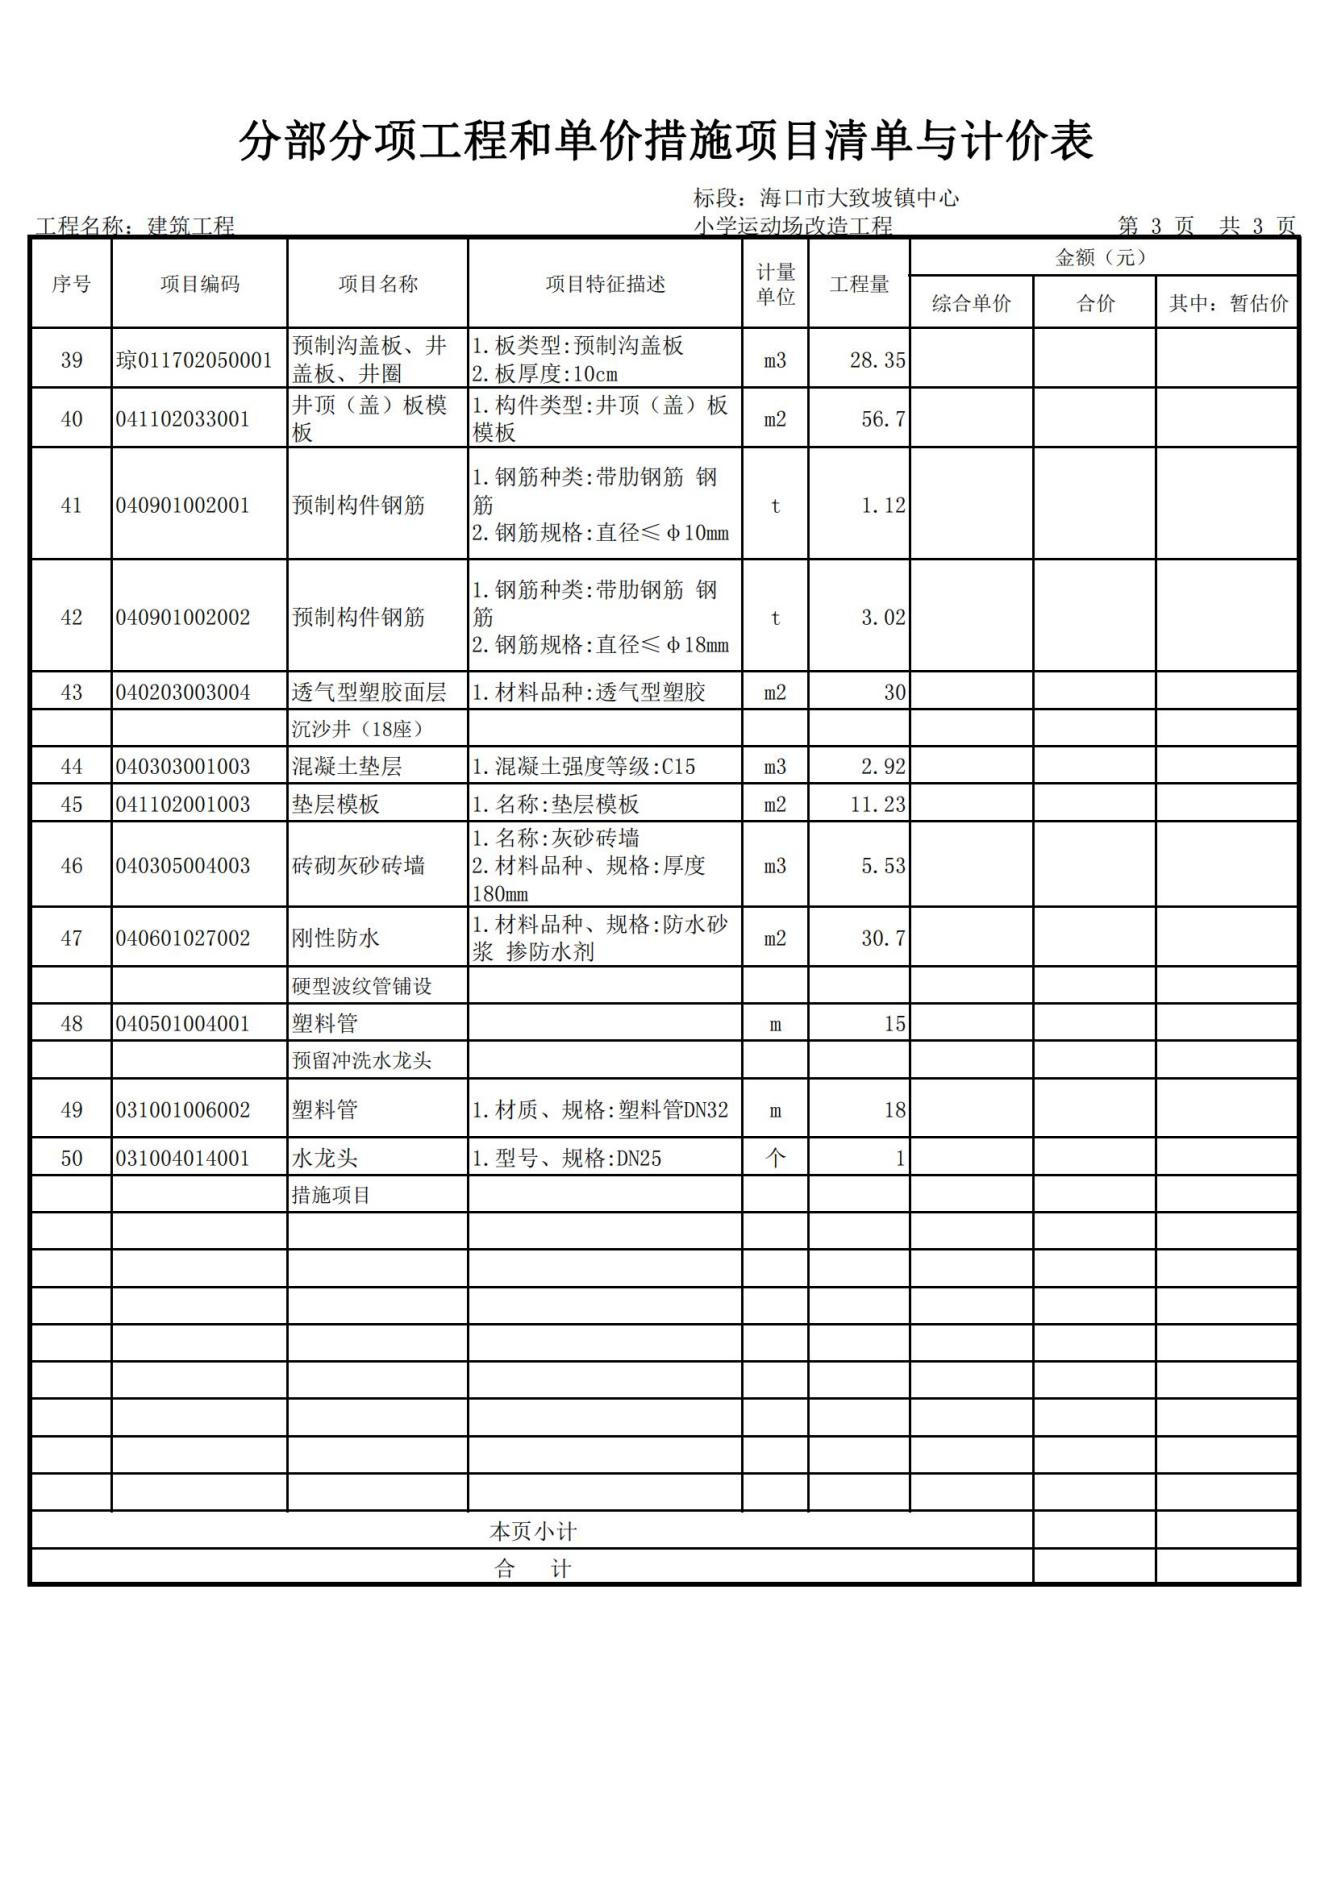 分部分项工程和单价措施项目清单与计价表
标段：海口市大致坡镇中心
工程名称：建筑工程 小学运动场改造工程 第 3 页 共 3 页
序号 项目编码 项目名称 项目特征描述 计量单位 工程量 金额（元）
综合单价 合价 其中：暂估价
39 琼011702050001 预制沟盖板、井盖板、井圈 1.板类型:预制沟盖板
2.板厚度:10cm m3 28.35
40 041102033001 井顶（盖）板模板 1.构件类型:井顶（盖）板模板 m2 56.7
41 040901002001 预制构件钢筋 1.钢筋种类:带肋钢筋 钢筋
2.钢筋规格:直径≤φ10mm t 1.12
42 040901002002 预制构件钢筋 1.钢筋种类:带肋钢筋 钢筋
2.钢筋规格:直径≤φ18mm t 3.02
43 040203003004 透气型塑胶面层 1.材料品种:透气型塑胶 m2 30
沉沙井（18座）
44 040303001003 混凝土垫层 1.混凝土强度等级:C15 m3 2.92
45 041102001003 垫层模板 1.名称:垫层模板 m2 11.23
46 040305004003 砖砌灰砂砖墙 1.名称:灰砂砖墙
2.材料品种、规格:厚度180mm m3 5.53
47 040601027002 刚性防水 1.材料品种、规格:防水砂浆 掺防水剂 m2 30.7
硬型波纹管铺设
48 040501004001 塑料管 m 15
预留冲洗水龙头
49 031001006002 塑料管 1.材质、规格:塑料管DN32 m 18
50 031004014001 水龙头 1.型号、规格:DN25 个 1
措施项目
本页小计
合 计